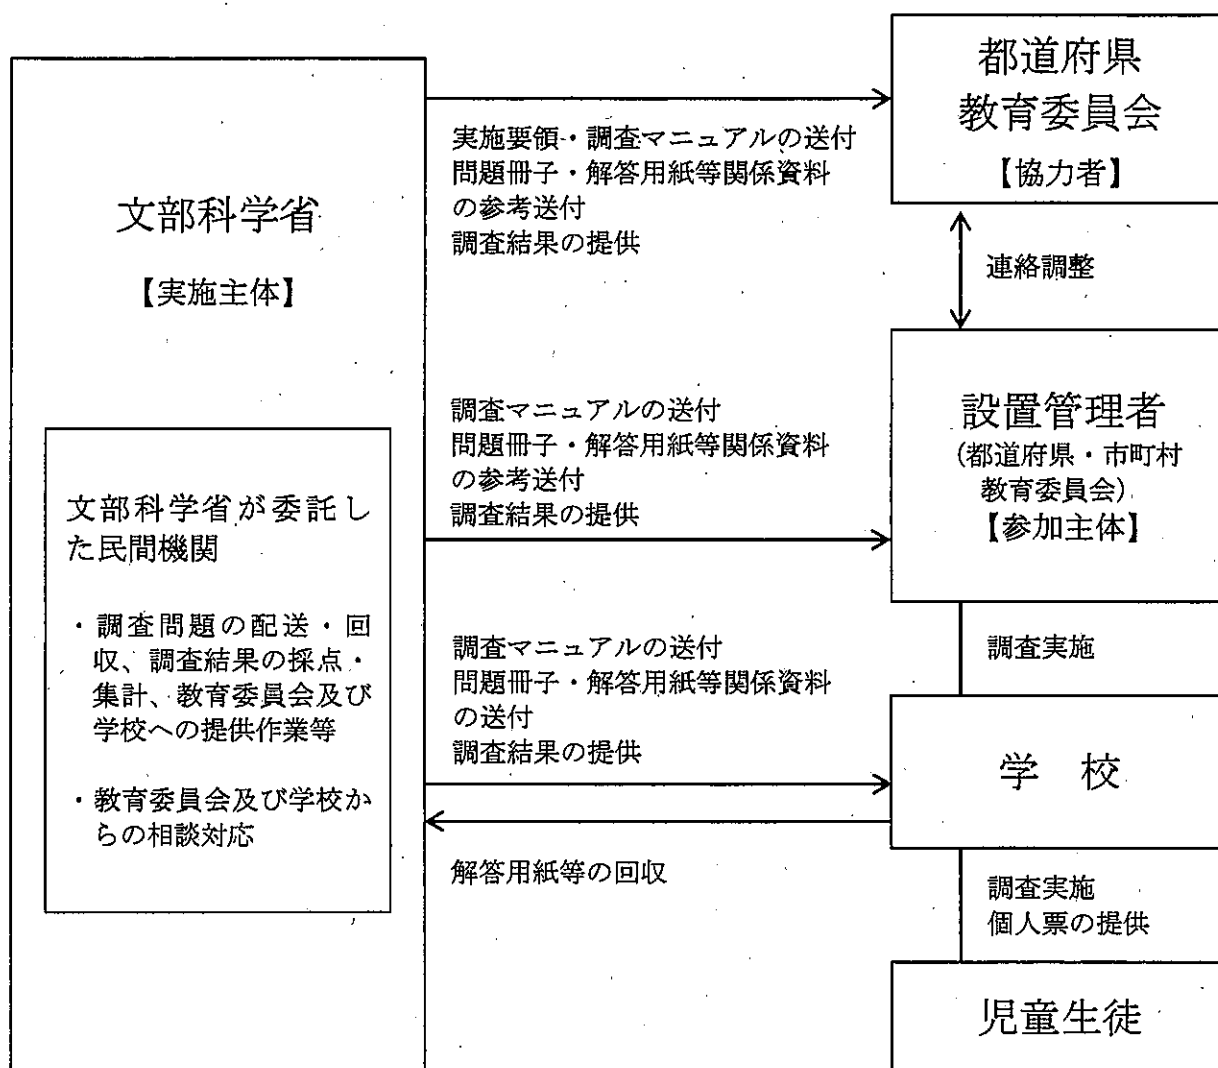 文部科学省
【実施主体】
文部科学省が委託し
た民間機関
・調査問題の配送・回
収、調査結果の採点・
集計、教育委員会及び
学校への提供作業等
・教育委員会及び学校か
らの相談対応
実施要領・調査マニュアルの送付
問題冊子・解答用紙等関係資料
の参考送付
調査結果の提供
都道府県
教育委員会
【協力者】
連絡調整
調査マニュアルの送付
問題冊子・解答用紙等関係資料
の参考送付
調査結果の提供
設置管理者
(都道府県・市町村
教育委員会)
【参加主体】
調査実施
調査マニュアルの送付
問題冊子・解答用紙等関係資料
の送付
調査結果の提供
学 校
解答用紙等の回収
調査実施
個人票の提供
児童生徒